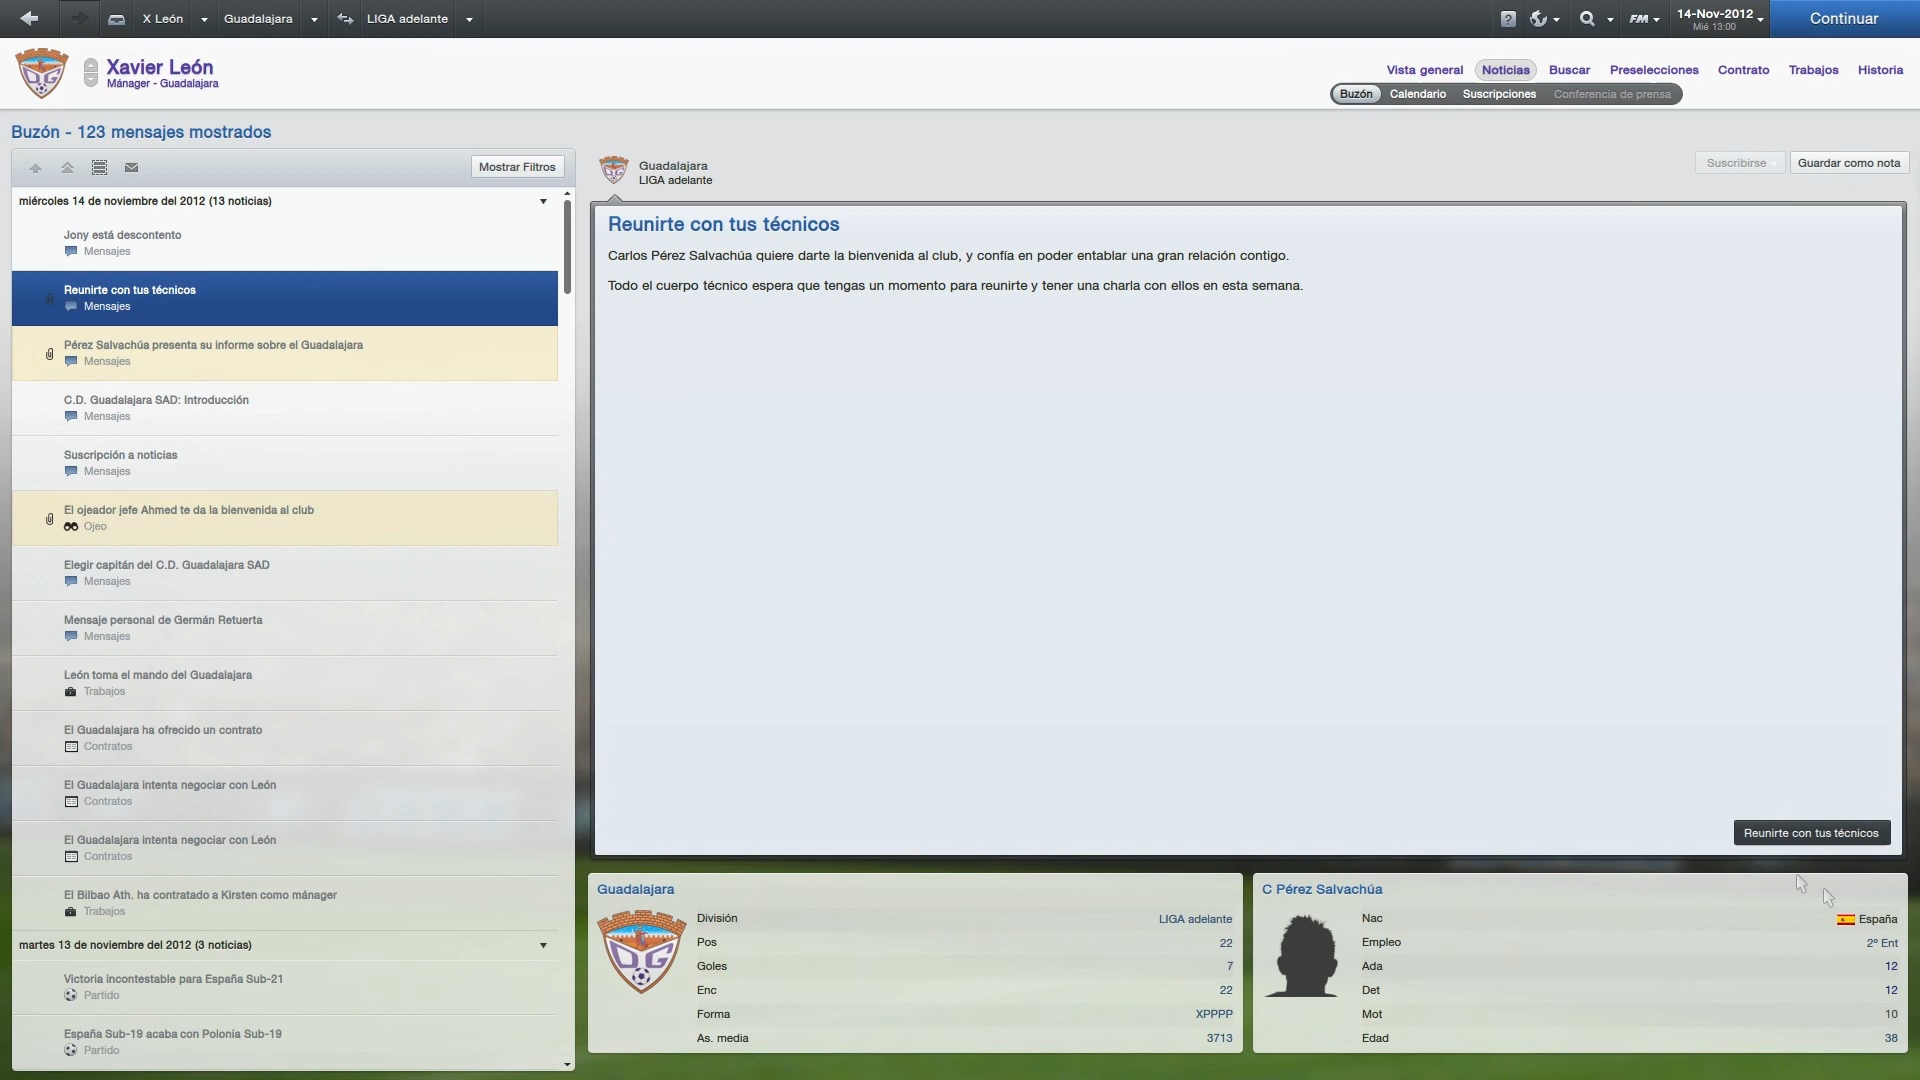 X León
Guadalajara
LIGA adelante
?
FM
14-Nov-2012
Mié 13:00
Continuar
Xavier León
Mánager - Guadalajara
Vista general
Noticias
Buscar
Preselecciones
Contrato
Trabajos
Historia
Buzón
Calendario
Suscripciones
Conferencia de prensa
Buzón - 123 mensajes mostrados
Mostrar Filtros
miércoles 14 de noviembre del 2012 (13 noticias)
Jony está descontento
Mensajes
Reunirte con tus técnicos
Mensajes
Pérez Salvachúa presenta su informe sobre el Guadalajara
Mensajes
C.D. Guadalajara SAD: Introducción
Mensajes
Suscripción a noticias
Mensajes
El ojeador jefe Ahmed te da la bienvenida al club
Ojeo
Elegir capitán del C.D. Guadalajara SAD
Mensajes
Mensaje personal de Germán Retuerta
Mensajes
León toma el mando del Guadalajara
Trabajos
El Guadalajara ha ofrecido un contrato
Contratos
El Guadalajara intenta negociar con León
Contratos
El Guadalajara intenta negociar con León
Contratos
El Bilbao Ath. ha contratado a Kirsten como mánager
Trabajos
martes 13 de noviembre del 2012 (3 noticias)
Victoria incontestable para España Sub-21
Partido
España Sub-19 acaba con Polonia Sub-19
Partido
Guadalajara
LIGA adelante
Suscribirse
Guardar como nota
Reunirte con tus técnicos
Carlos Pérez Salvachúa quiere darte la bienvenida al club, y confía en poder entablar una gran relación contigo.
Todo el cuerpo técnico espera que tengas un momento para reunirte y tener una charla con ellos en esta semana.
Reunirte con tus técnicos
Guadalajara
División LIGA adelante
Pos 22
Goles 7
Enc 22
Forma XPPPP
As. media 3713
C Pérez Salvachúa
Nac España
Empleo 2º Ent
Ada 12
Det 12
Mot 10
Edad 38